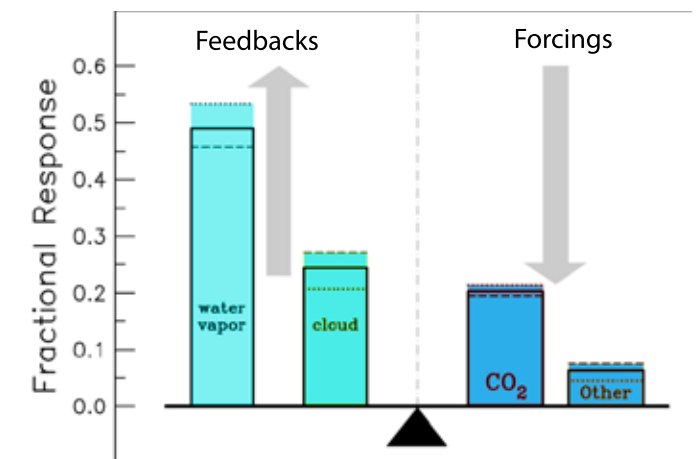 Feedbacks
Forcings
Fractional Response
0.6
0.5
0.4
0.3
0.2
0.1
0.0
water
vapor
cloud
CO₂
Other